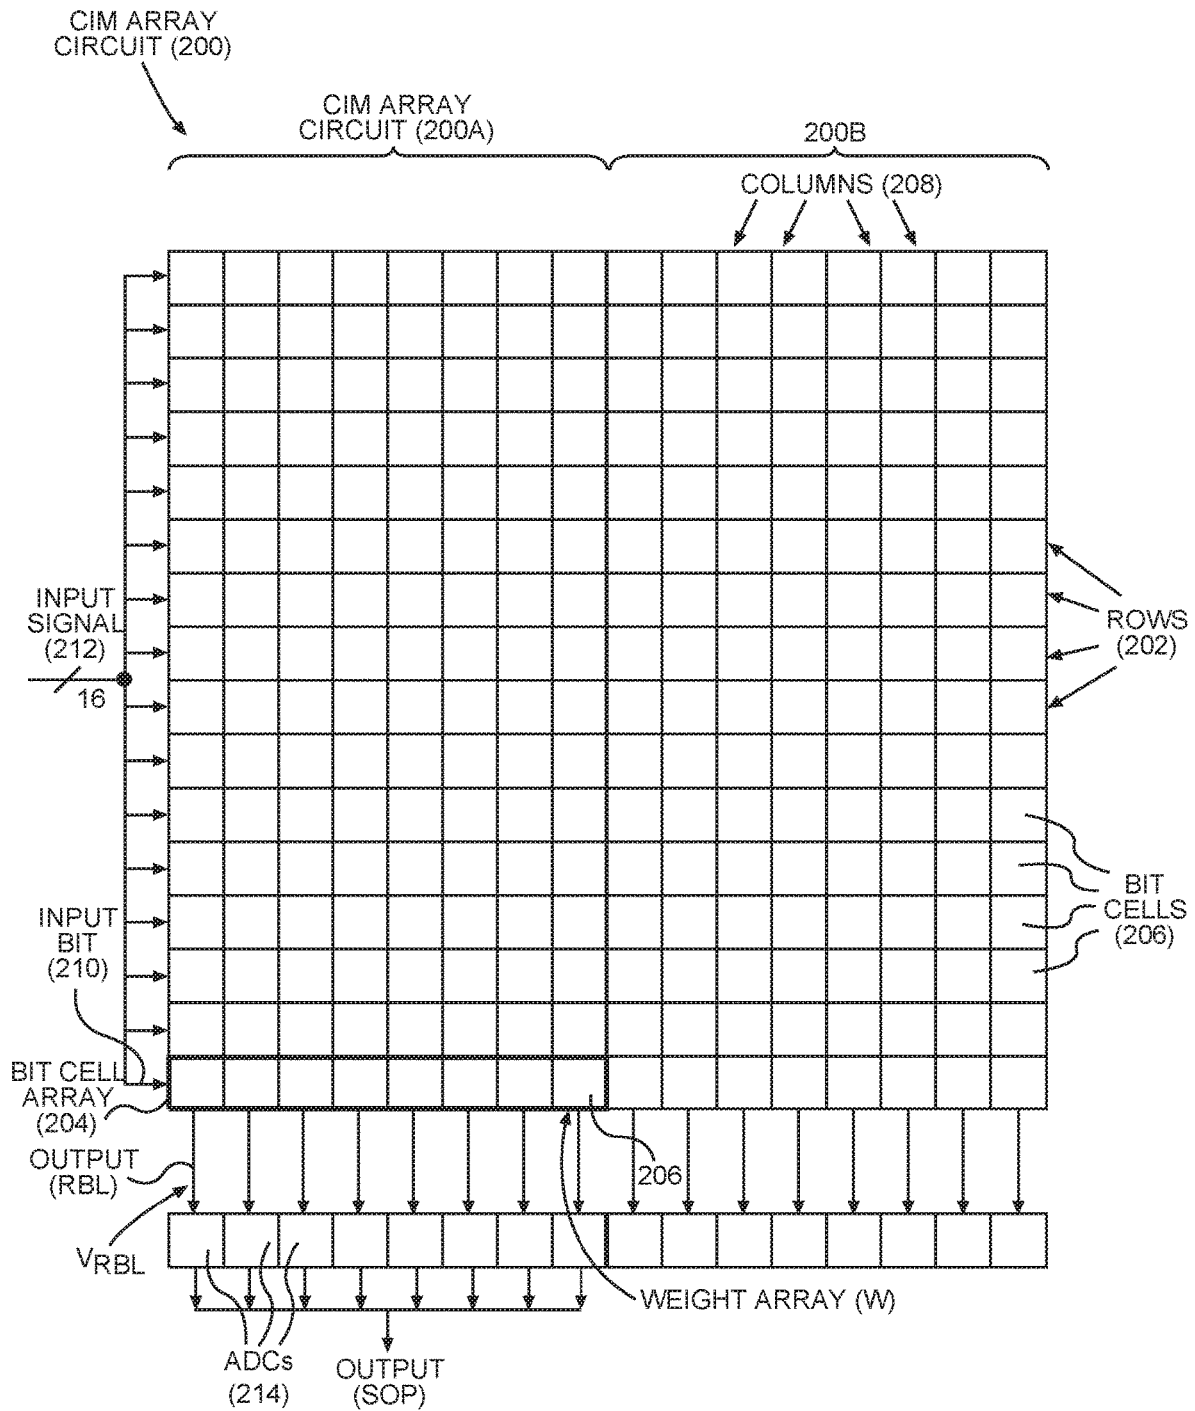 CIM ARRAY
CIRCUIT (200)
CIM ARRAY
CIRCUIT (200A)
200B
COLUMNS (208)
INPUT
SIGNAL
(212)
16
ROWS
(202)
INPUT
BIT
(210)
BIT
CELLS
(206)
BIT CELL
ARRAY
(204)
OUTPUT
(RBL)
206
VRBL
WEIGHT ARRAY (W)
ADCs
(214)
OUTPUT
(SOP)